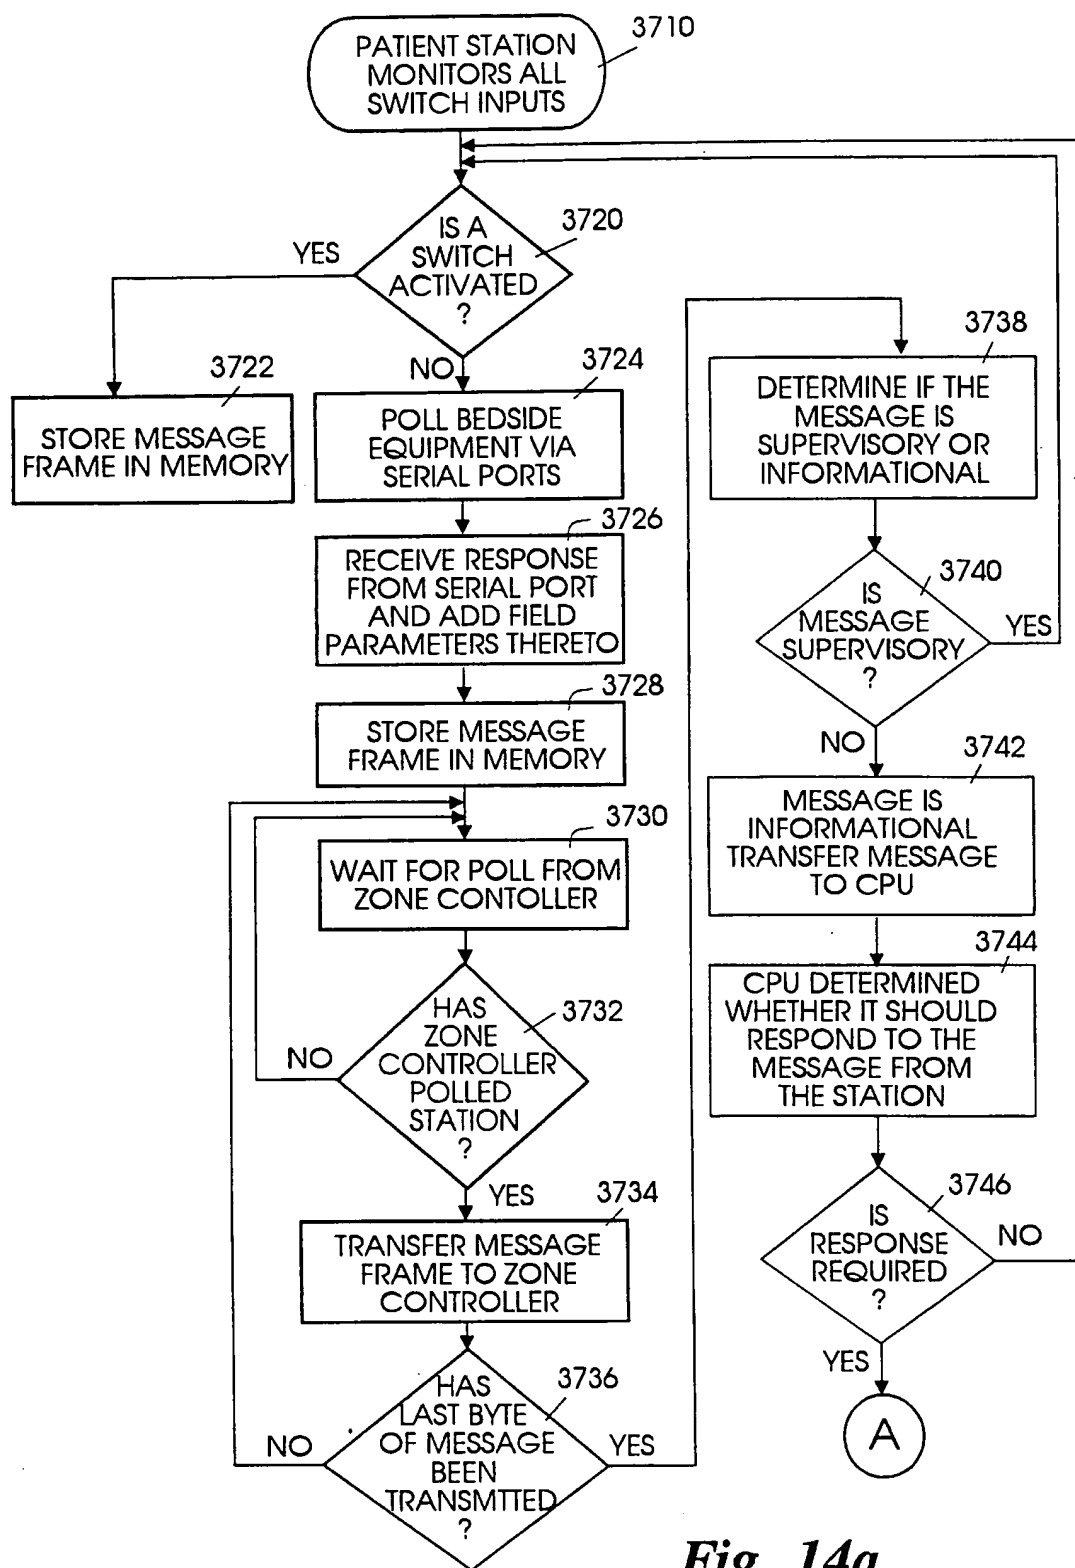 3710
PATIENT STATION
MONITORS ALL
SWITCH INPUTS
3720
IS A
SWITCH
ACTIVATED
?
YES
NO
3722
STORE MESSAGE
FRAME IN MEMORY
3724
POLL BEDSIDE
EQUIPMENT VIA
SERIAL PORTS
3726
RECEIVE RESPONSE
FROM SERIAL PORT
AND ADD FIELD
PARAMETERS THERETO
3728
STORE MESSAGE
FRAME IN MEMORY
3730
WAIT FOR POLL FROM
ZONE CONTOLLER
3732
HAS
ZONE
CONTROLLER
POLLED
STATION
?
NO
YES
3734
TRANSFER MESSAGE
FRAME TO ZONE
CONTROLLER
3736
HAS
LAST BYTE
OF MESSAGE
BEEN
TRANSMTTED
?
NO
YES
3738
DETERMINE IF THE
MESSAGE IS
SUPERVISORY OR
INFORMATIONAL
3740
IS
MESSAGE
SUPERVISORY
?
YES
NO
3742
MESSAGE IS
INFORMATIONAL
TRANSFER MESSAGE
TO CPU
3744
CPU DETERMINED
WHETHER IT SHOULD
RESPOND TO THE
MESSAGE FROM
THE STATION
3746
IS
RESPONSE
REQUIRED
?
NO
YES
A
Fig. 14a